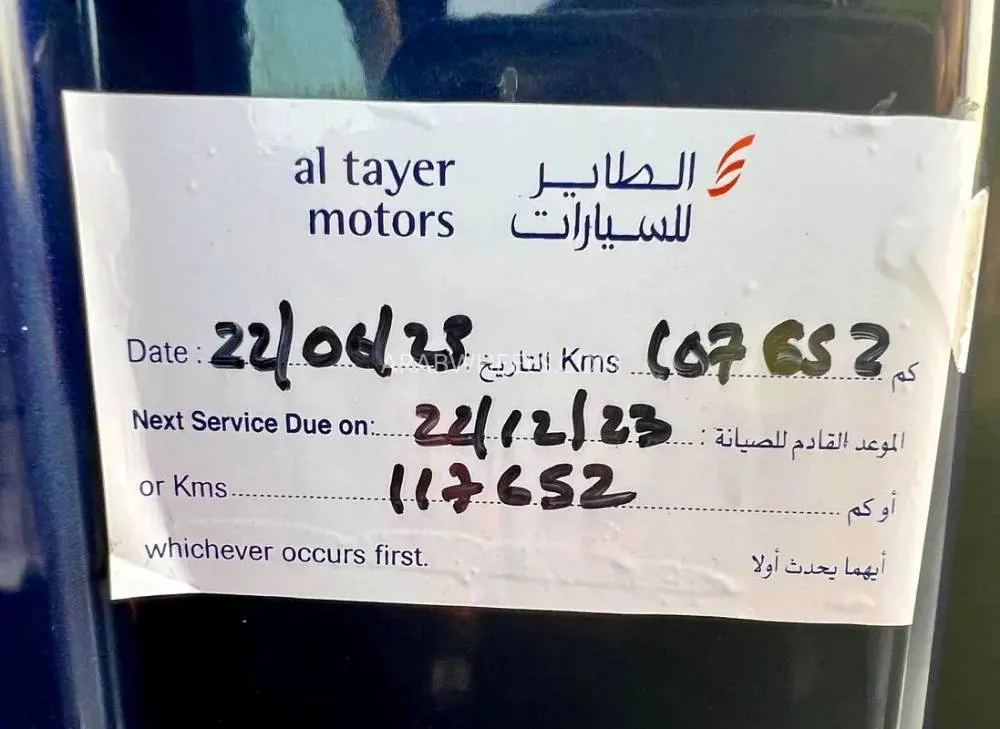 al tayer الطاير
motors للسيارات
Date : 22/06/23 التاريخ Kms 107652 كم
Next Service Due on: 22/12/23 : الموعد القادم للصيانة
or Kms 117652 أو كم
whichever occurs first. أيهما يحدث أولا